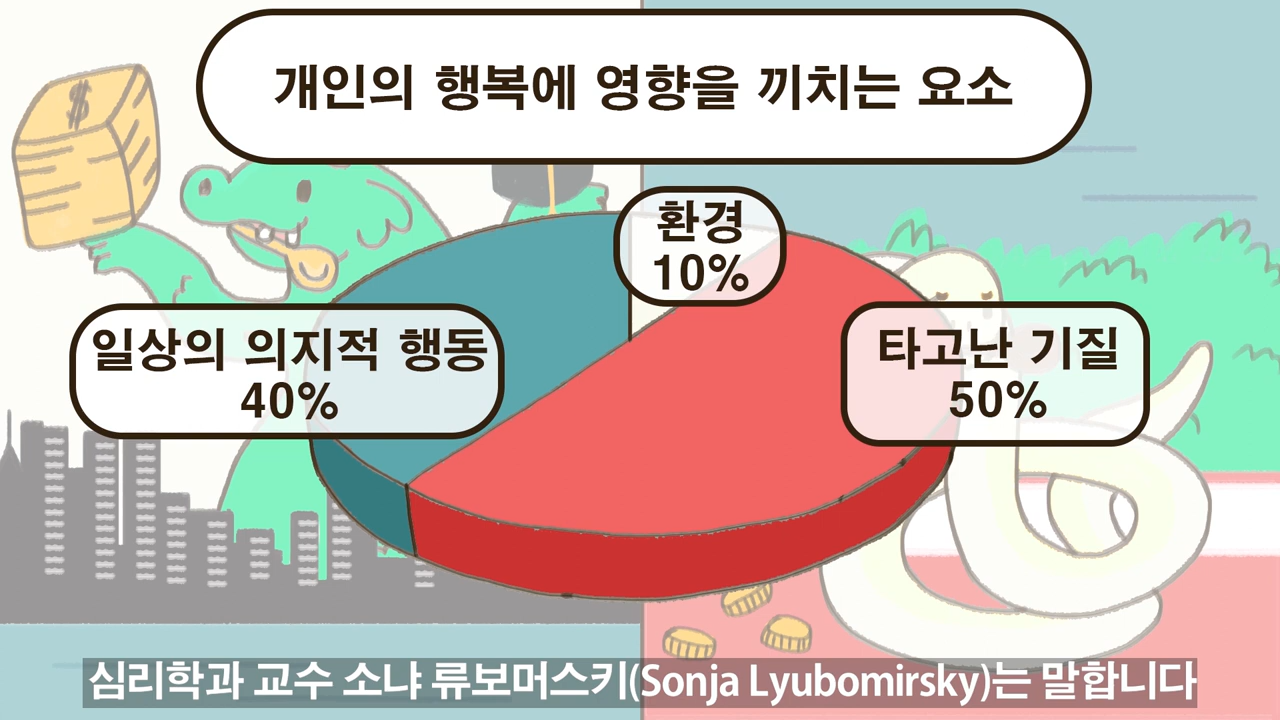 개인의 행복에 영향을 끼치는 요소
$
환경
10%
일상의 의지적 행동
40%
타고난 기질
50%
심리학과 교수 소냐 류보머스키(Sonja Lyubomirsky)는 말합니다